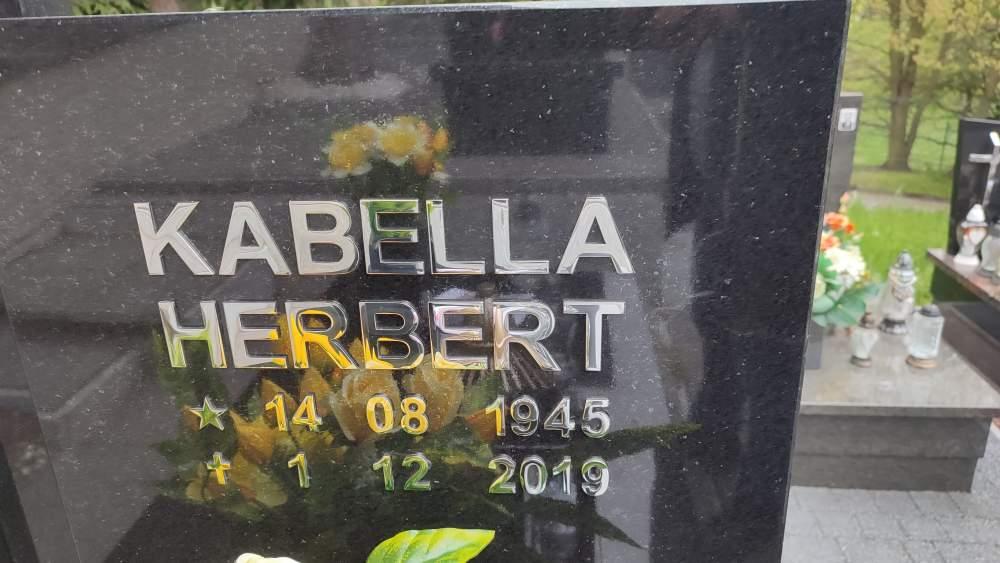 KABELLA
HERBERT
★ 14 08 1945
✝ 1 12 2019